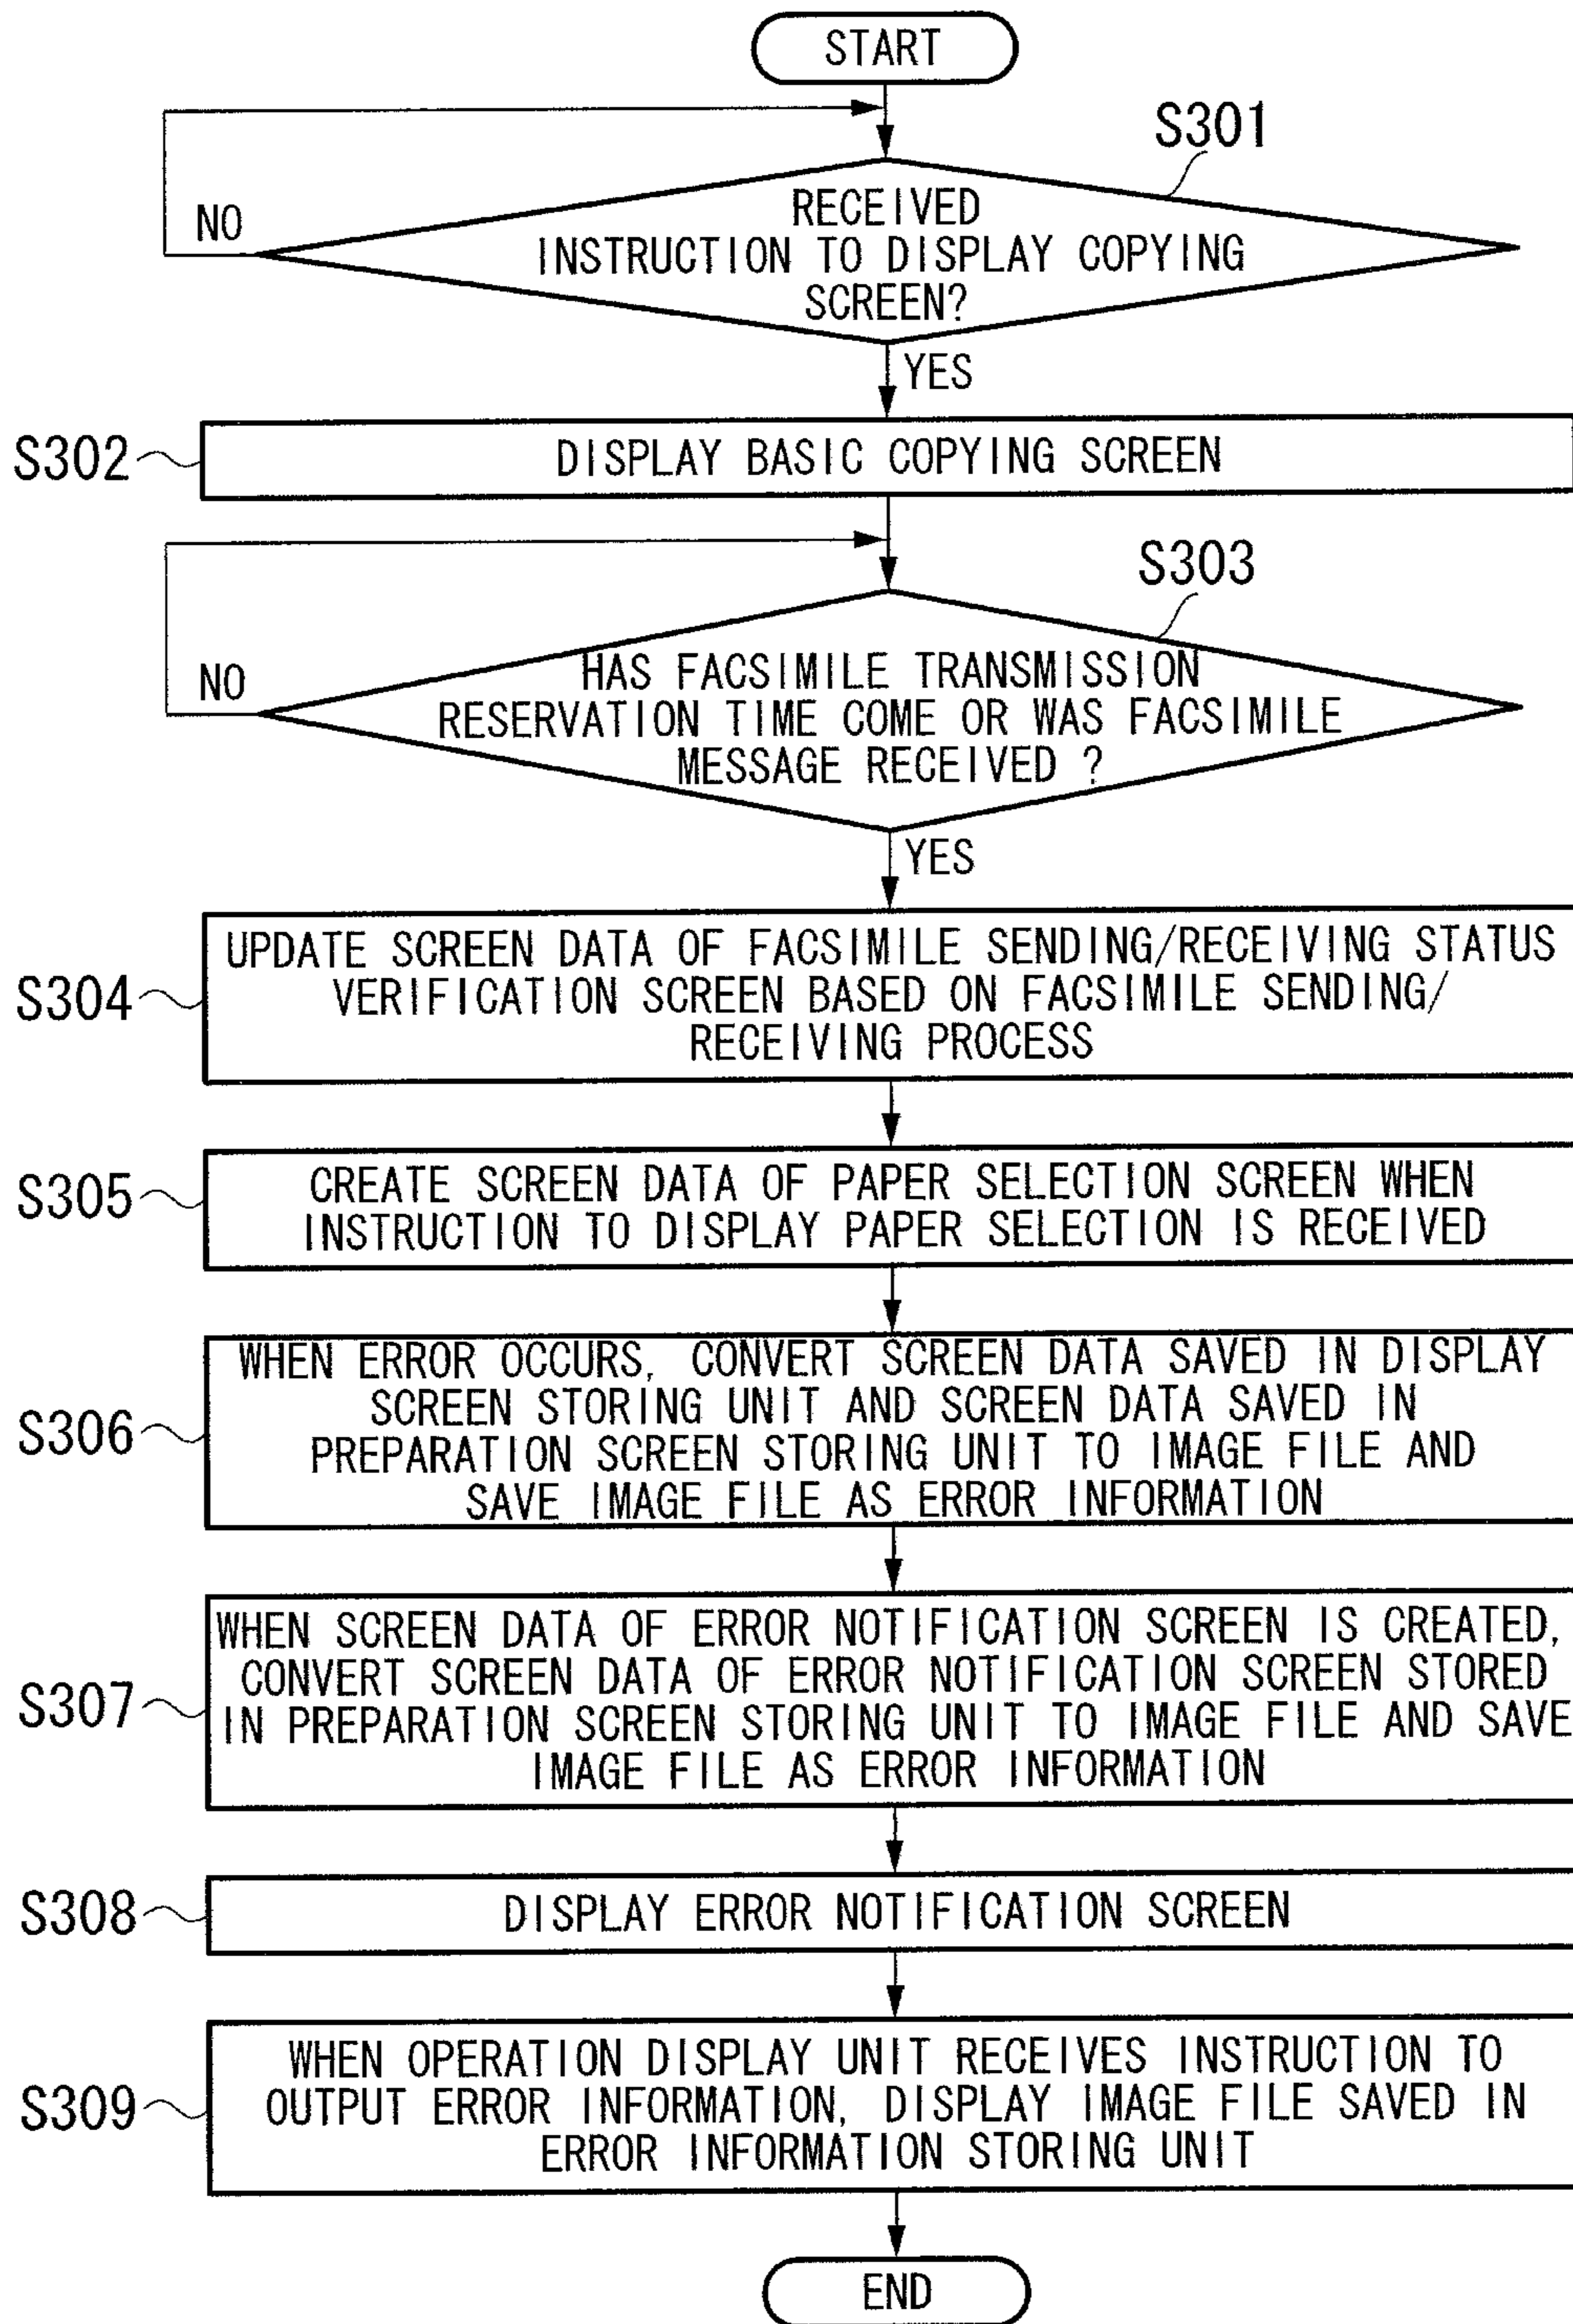 START
S301
RECEIVED
INSTRUCTION TO DISPLAY COPYING
SCREEN?
NO
YES
S302
DISPLAY BASIC COPYING SCREEN
S303
HAS FACSIMILE TRANSMISSION
RESERVATION TIME COME OR WAS FACSIMILE
MESSAGE RECEIVED ?
NO
YES
S304
UPDATE SCREEN DATA OF FACSIMILE SENDING/RECEIVING STATUS
VERIFICATION SCREEN BASED ON FACSIMILE SENDING/
RECEIVING PROCESS
S305
CREATE SCREEN DATA OF PAPER SELECTION SCREEN WHEN
INSTRUCTION TO DISPLAY PAPER SELECTION IS RECEIVED
S306
WHEN ERROR OCCURS, CONVERT SCREEN DATA SAVED IN DISPLAY
SCREEN STORING UNIT AND SCREEN DATA SAVED IN
PREPARATION SCREEN STORING UNIT TO IMAGE FILE AND
SAVE IMAGE FILE AS ERROR INFORMATION
S307
WHEN SCREEN DATA OF ERROR NOTIFICATION SCREEN IS CREATED,
CONVERT SCREEN DATA OF ERROR NOTIFICATION SCREEN STORED
IN PREPARATION SCREEN STORING UNIT TO IMAGE FILE AND SAVE
IMAGE FILE AS ERROR INFORMATION
S308
DISPLAY ERROR NOTIFICATION SCREEN
S309
WHEN OPERATION DISPLAY UNIT RECEIVES INSTRUCTION TO
OUTPUT ERROR INFORMATION, DISPLAY IMAGE FILE SAVED IN
ERROR INFORMATION STORING UNIT
END